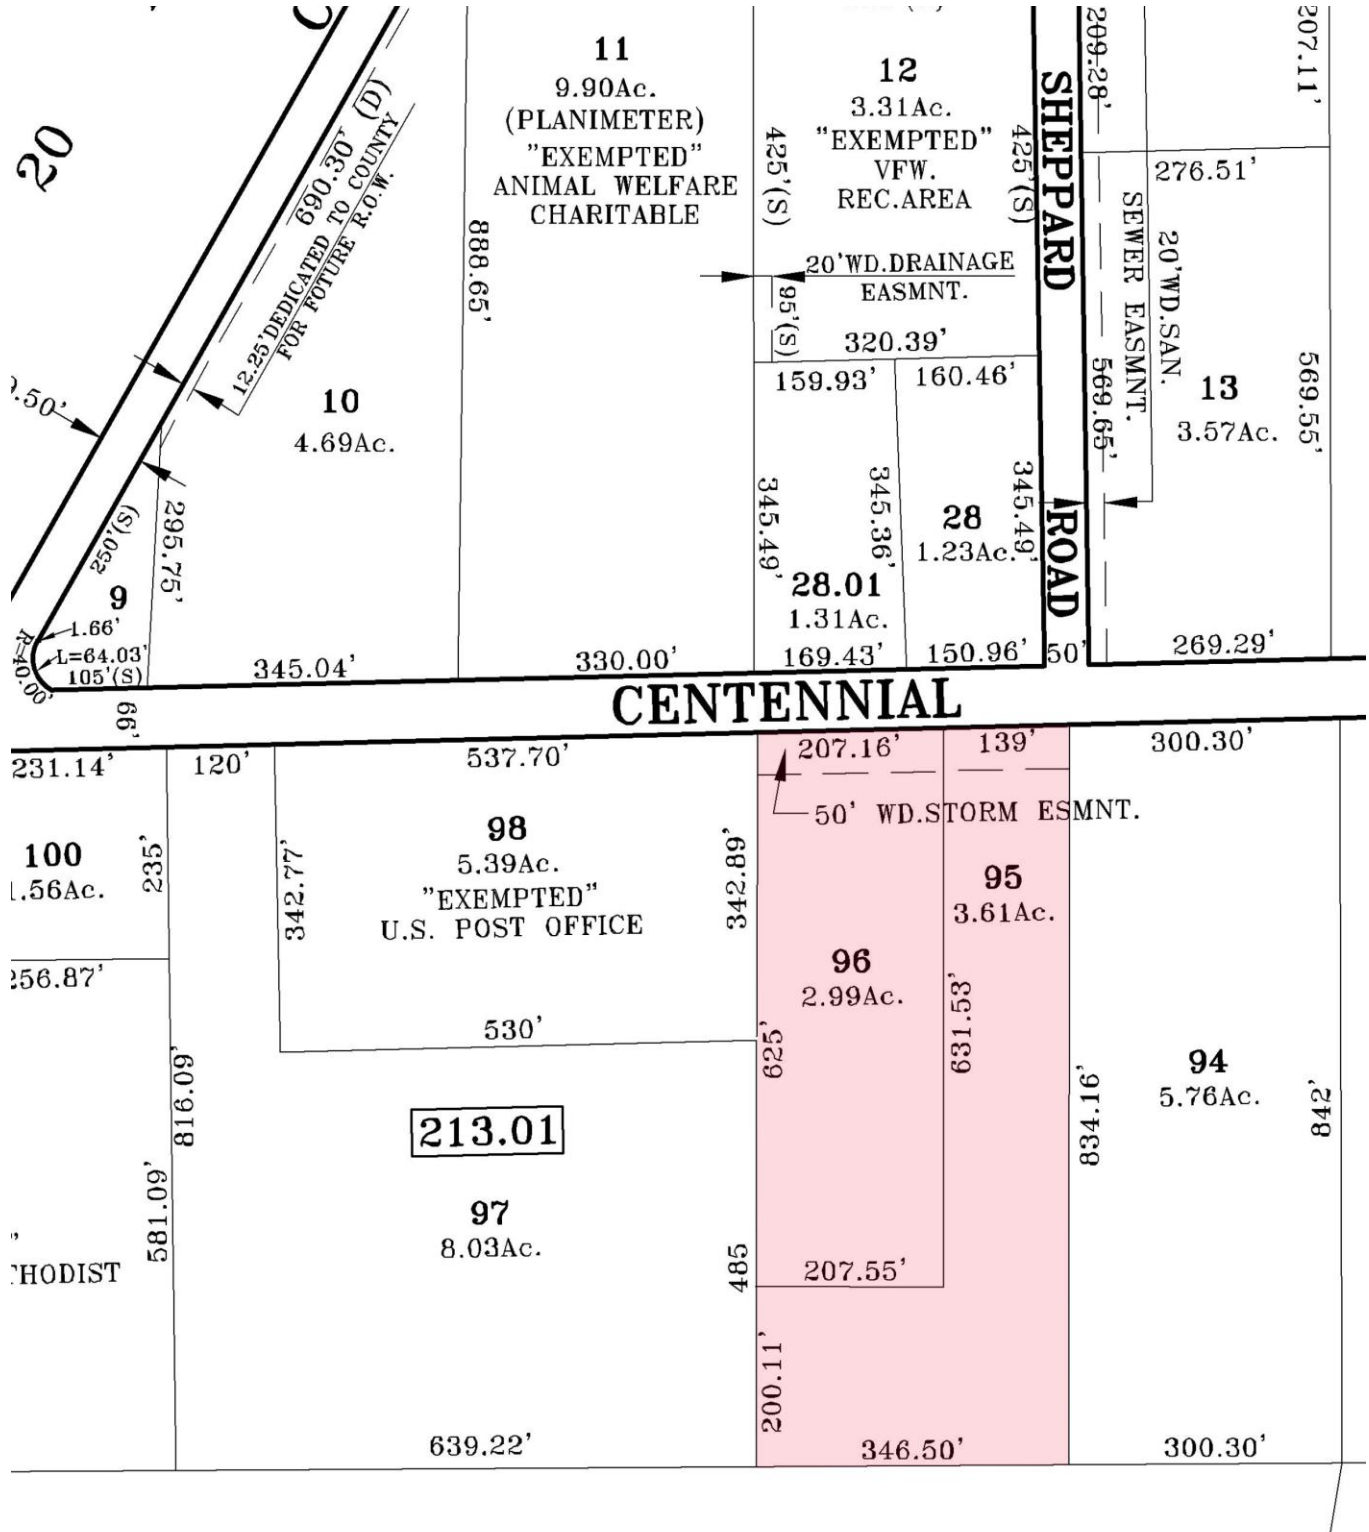 20
690.30' (D)
12.25'DEDICATED TO COUNTY
FOR FOTURE R.O.W.
11
9.90Ac.
(PLANIMETER)
"EXEMPTED"
ANIMAL WELFARE
CHARITABLE
888.65'
12
3.31Ac.
"EXEMPTED"
VFW.
REC.AREA
425'(S)
425'(S)
20'WD.DRAINAGE
EASMNT.
95'(S)
320.39'
159.93'
160.46'
SHEPPARD
ROAD
209.28'
207.11'
276.51'
SEWER EASMNT.
20'WD.SAN.
569.65'
569.55'
13
3.57Ac.
9.50'
10
4.69Ac.
250'(S)
295.75'
9
1.66'
R=40.00'
L=64.03'
105'(S)
345.04'
330.00'
345.49'
345.36'
345.49'
28
1.23Ac.
28.01
1.31Ac.
169.43'
150.96'
50'
269.29'
66'
CENTENNIAL
231.14'
120'
537.70'
207.16'
139'
300.30'
50' WD.STORM ESMNT.
100
1.56Ac.
235'
342.77'
98
5.39Ac.
"EXEMPTED"
U.S. POST OFFICE
342.89'
95
3.61Ac.
96
2.99Ac.
256.87'
530'
625'
631.53'
816.09'
213.01
834.16'
94
5.76Ac.
842'
581.09'
THODIST
97
8.03Ac.
485
207.55'
200.11'
639.22'
346.50'
300.30'